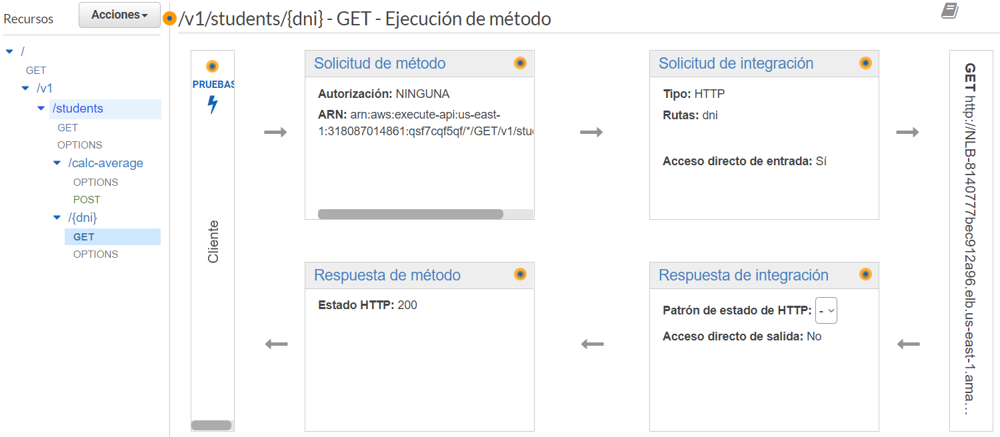 Recursos
Acciones
/v1/students/{dni} - GET - Ejecución de método
/
GET
/v1
/students
GET
OPTIONS
/calc-average
OPTIONS
POST
/{dni}
GET
OPTIONS
PRUEBAS
Cliente
Solicitud de método
Autorización: NINGUNA
ARN: arn:aws:execute-api:us-east-
1:318087014861:qsf7cqf5qf/*/GET/v1/stu
Solicitud de integración
Tipo: HTTP
Rutas: dni
Acceso directo de entrada: Sí
Respuesta de método
Estado HTTP: 200
Respuesta de integración
Patrón de estado de HTTP: -
Acceso directo de salida: No
GET http://NLB-8140777bec912a96.elb.us-east-1.ama…